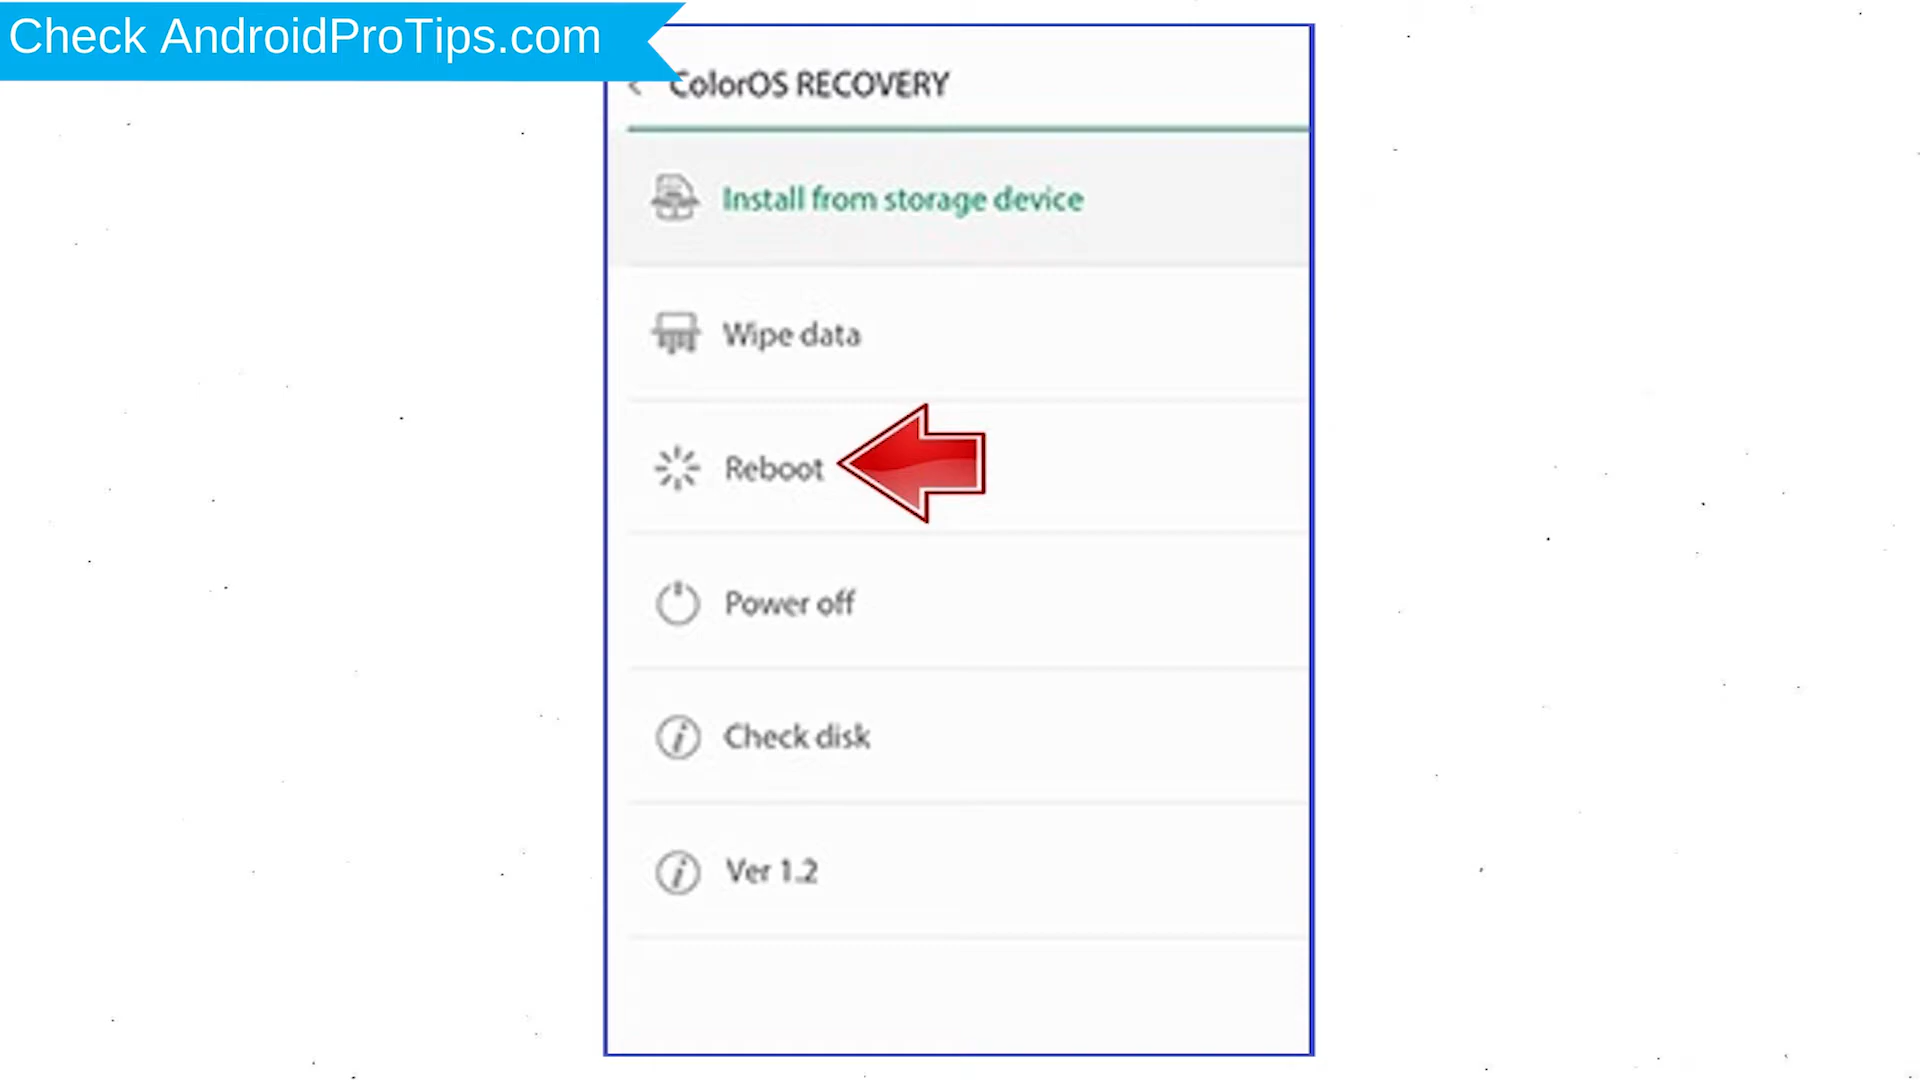 Check AndroidProTips.com
ColorOS RECOVERY
Install from storage device
Wipe data
Reboot
Power off
Check disk
Ver 1.2